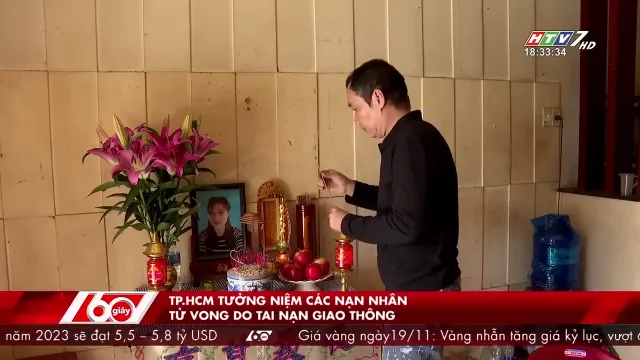 HTV7 HD
18:33:34
60 giây
TP.HCM TƯỞNG NIỆM CÁC NẠN NHÂN
TỬ VONG DO TAI NẠN GIAO THÔNG
năm 2023 sẽ đạt 5,5 – 5,8 tỷ USD
Giá vàng ngày19/11: Vàng nhẫn tăng giá kỷ lục, vượt